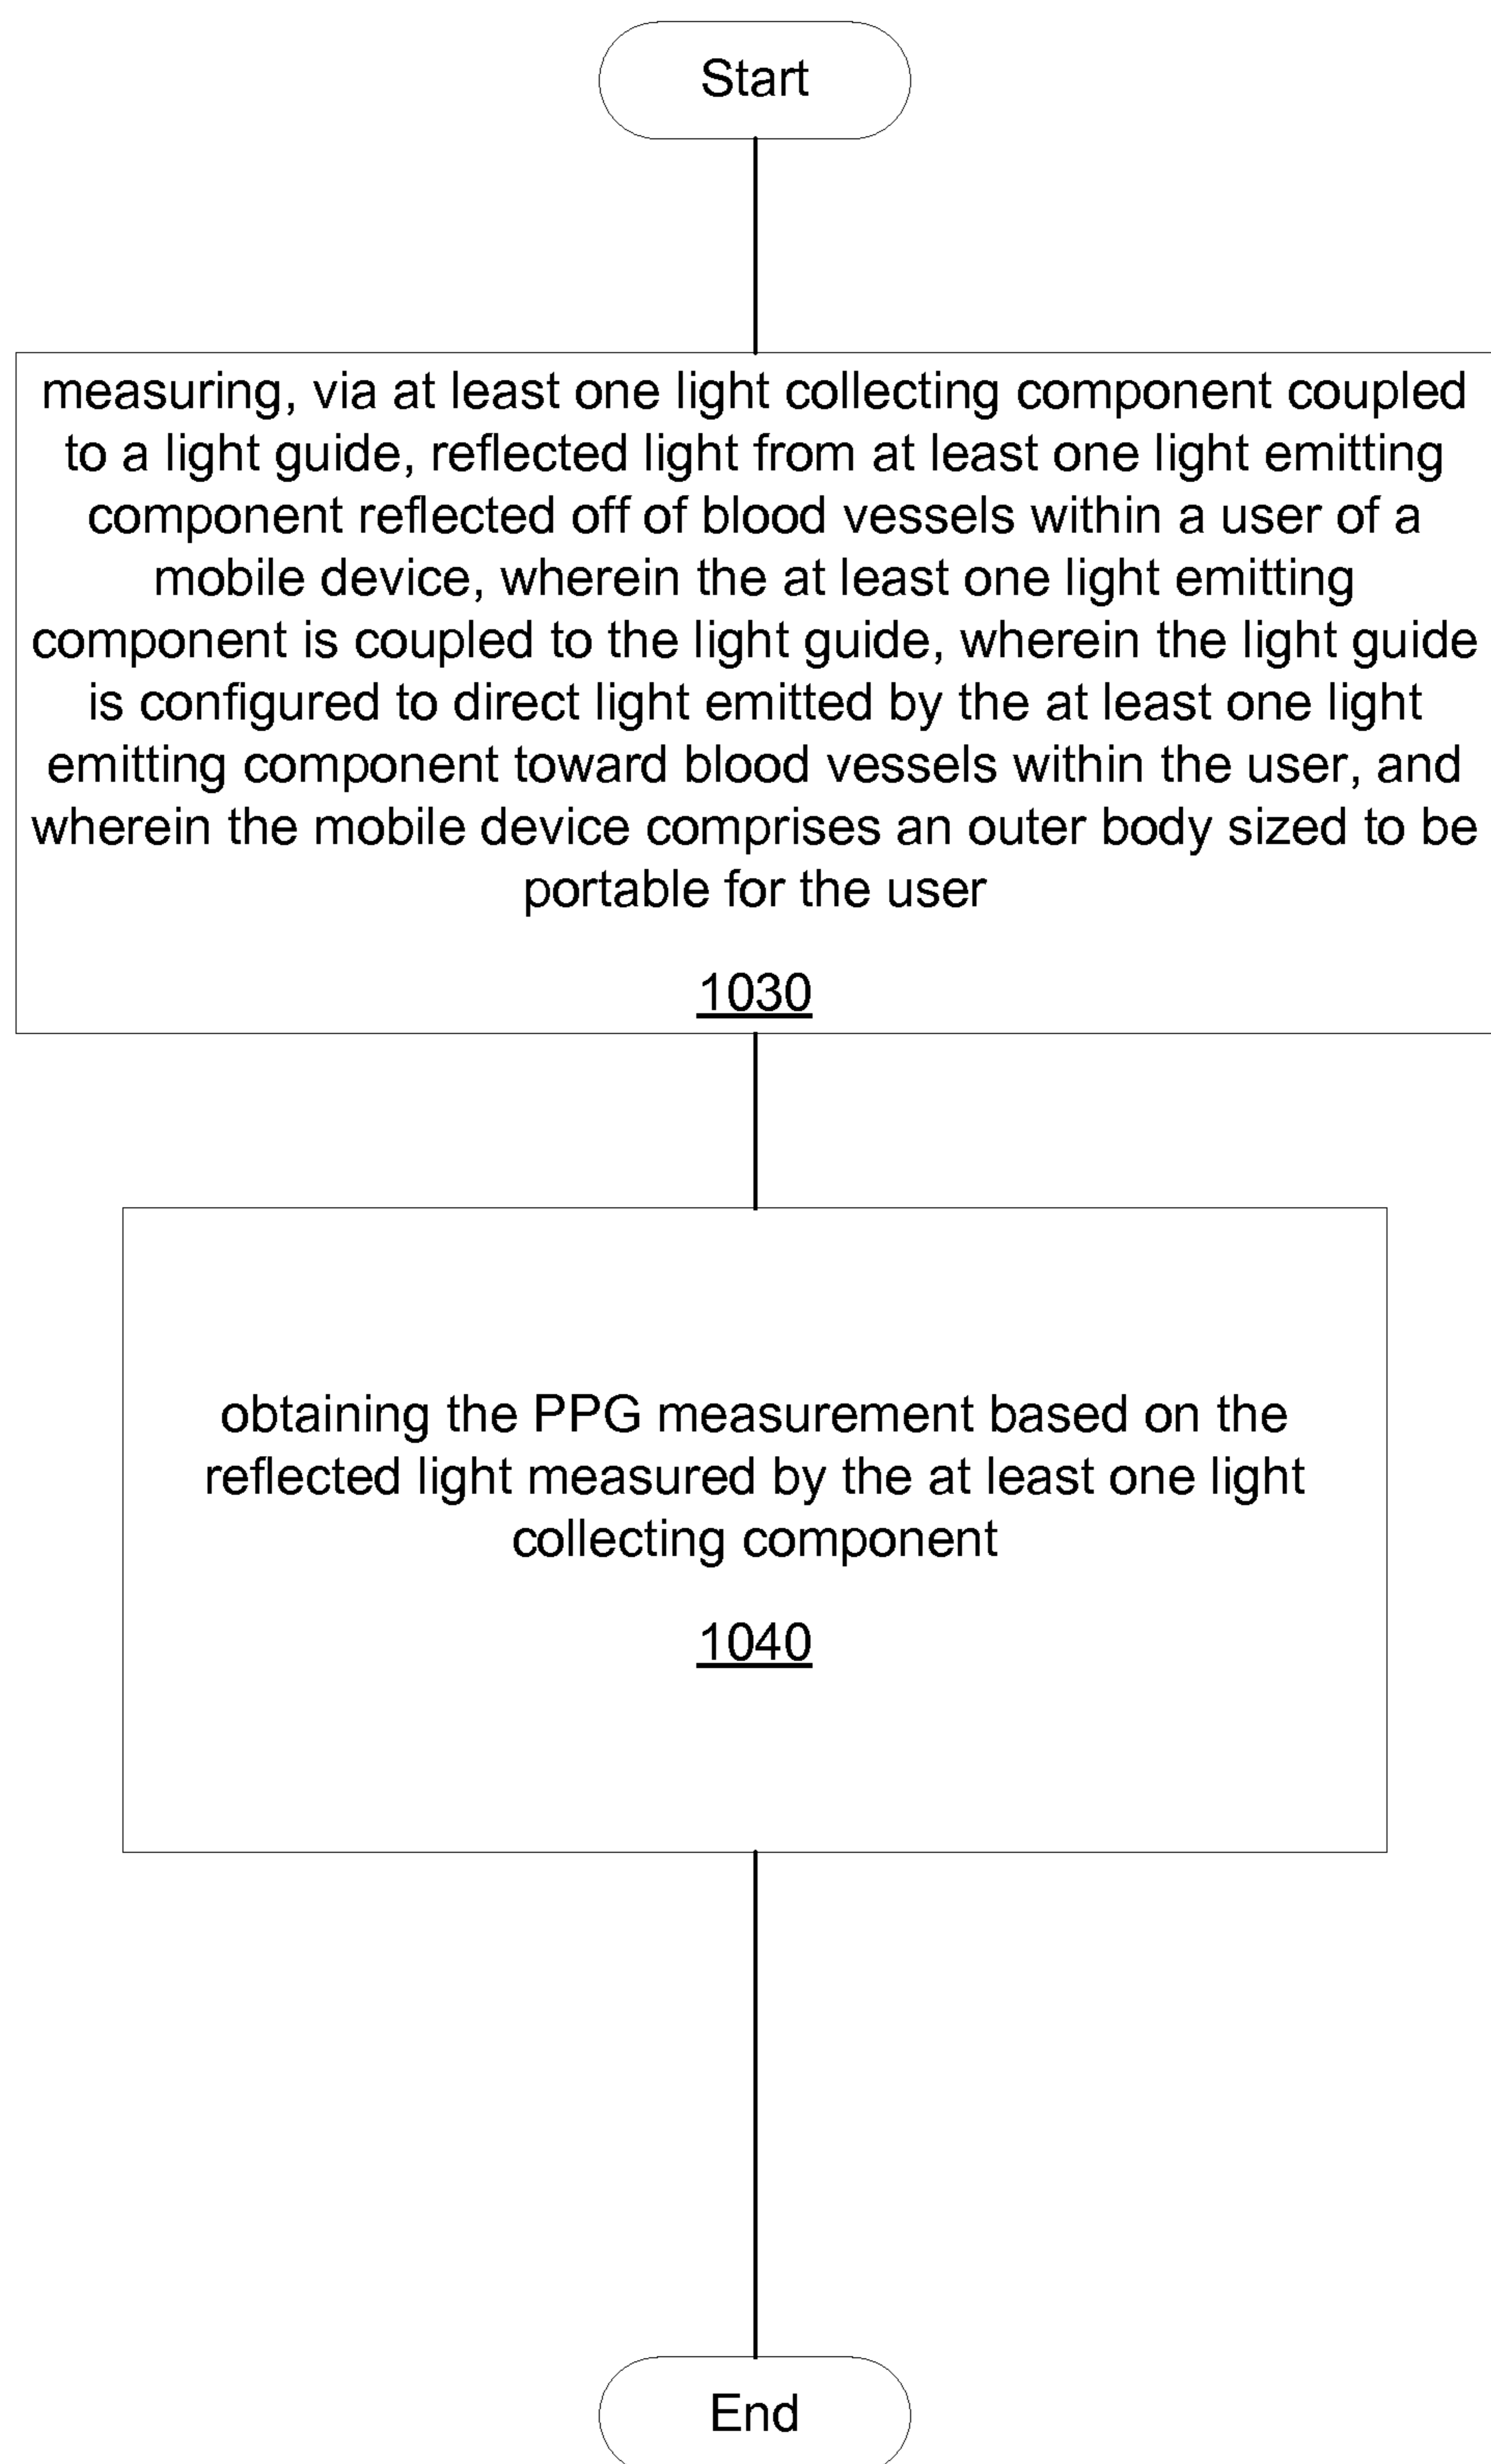 Start
measuring, via at least one light collecting component coupled
to a light guide, reflected light from at least one light emitting
component reflected off of blood vessels within a user of a
mobile device, wherein the at least one light emitting
component is coupled to the light guide, wherein the light guide
is configured to direct light emitted by the at least one light
emitting component toward blood vessels within the user, and
wherein the mobile device comprises an outer body sized to be
portable for the user
1030
obtaining the PPG measurement based on the
reflected light measured by the at least one light
collecting component
1040
End